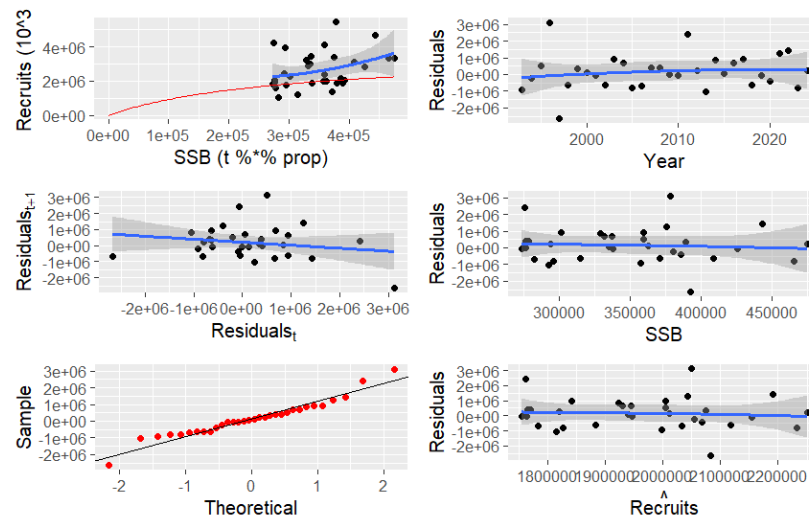 Recruits (10^3
4e+06
2e+06
0e+00
0e+00 1e+05 2e+05 3e+05 4e+05
SSB (t %*% prop)
Residuals
3e+06
2e+06
1e+06
0e+00
-1e+06
-2e+06
2000 2010 2020
Year
Residuals t+1
3e+06
2e+06
1e+06
0e+00
-1e+06
-2e+06
-2e+06 -1e+06 0e+00 1e+06 2e+06 3e+06
Residuals t
Residuals
3e+06
2e+06
1e+06
0e+00
-1e+06
-2e+06
300000 350000 400000 450000
SSB
Sample
3e+06
2e+06
1e+06
0e+00
-1e+06
-2e+06
-2 -1 0 1 2
Theoretical
Residuals
3e+06
2e+06
1e+06
0e+00
-1e+06
-2e+06
1800000 1900000 2000000 2100000 2200000
^
Recruits